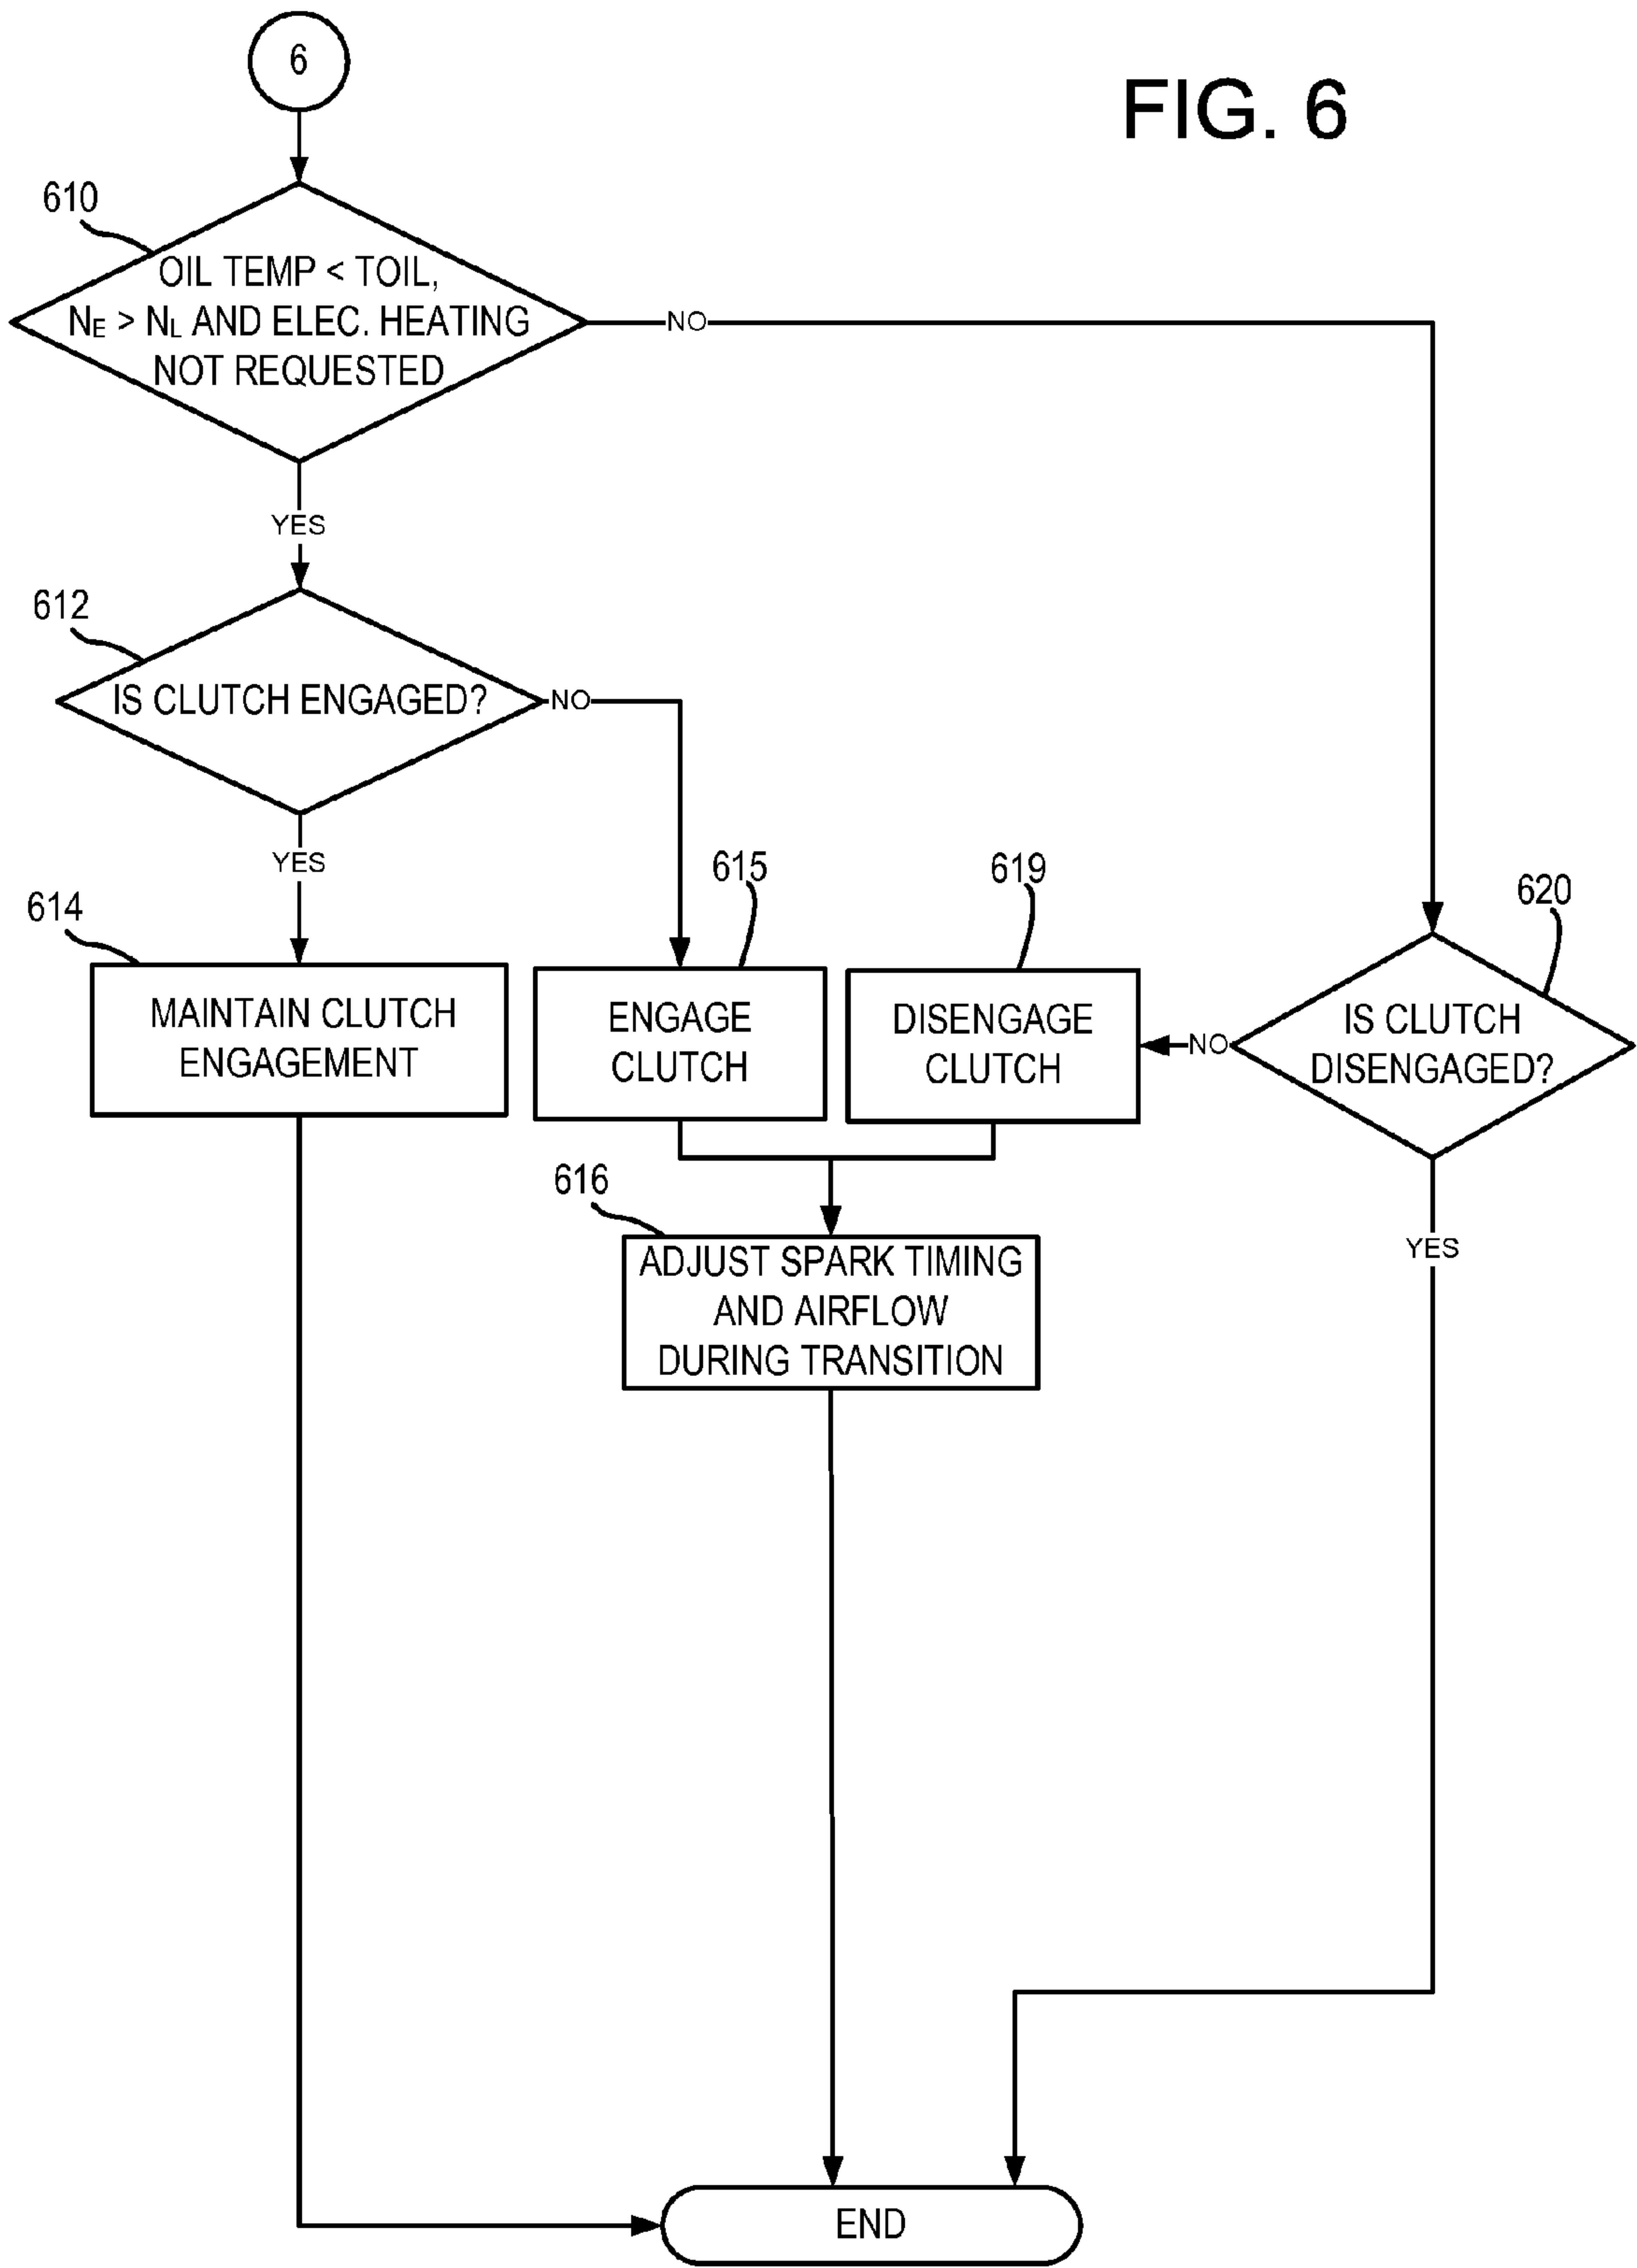 6
FIG. 6
610
OIL TEMP < TOIL,
NE > NL AND ELEC. HEATING
NOT REQUESTED
NO
YES
612
IS CLUTCH ENGAGED?
NO
YES
614
MAINTAIN CLUTCH
ENGAGEMENT
615
ENGAGE
CLUTCH
619
DISENGAGE
CLUTCH
620
IS CLUTCH
DISENGAGED?
NO
YES
616
ADJUST SPARK TIMING
AND AIRFLOW
DURING TRANSITION
END